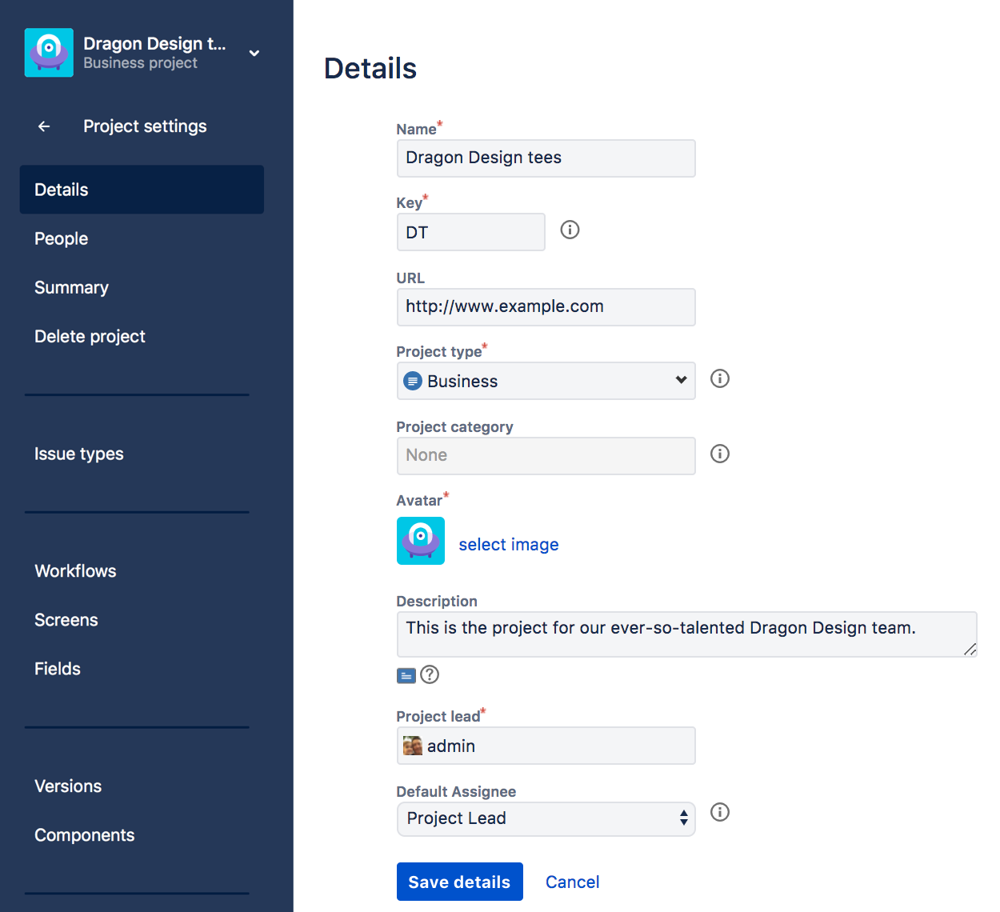 Dragon Design t...
Business project
Project settings
Details
People
Summary
Delete project
Issue types
Workflows
Screens
Fields
Versions
Components
Details
Name*
Dragon Design tees
Key*
DT
URL
http://www.example.com
Project type*
Business
Project category
None
Avatar*
select image
Description
This is the project for our ever-so-talented Dragon Design team.
Project lead*
admin
Default Assignee
Project Lead
Save details Cancel